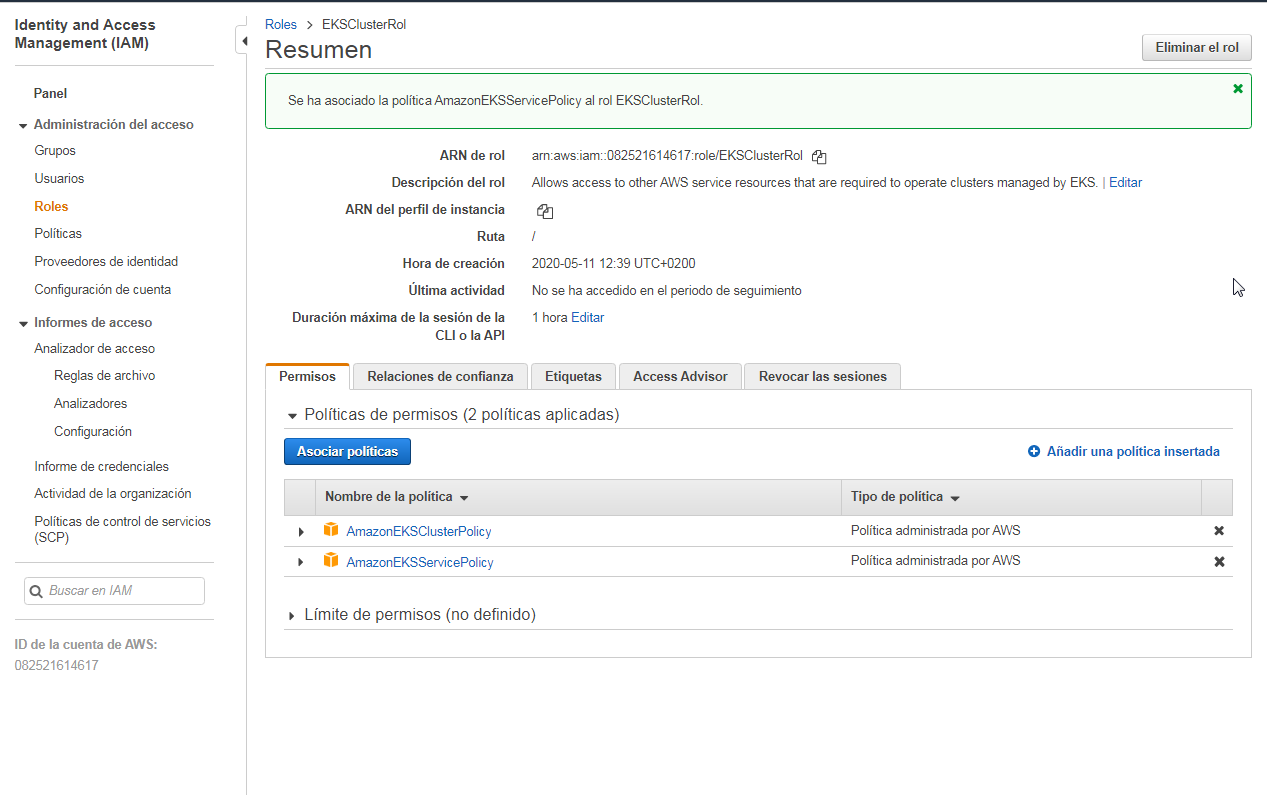 Identity and Access
Management (IAM)
Panel
Administración del acceso
Grupos
Usuarios
Roles
Políticas
Proveedores de identidad
Configuración de cuenta
Informes de acceso
Analizador de acceso
Reglas de archivo
Analizadores
Configuración
Informe de credenciales
Actividad de la organización
Políticas de control de servicios
(SCP)
Buscar en IAM
ID de la cuenta de AWS:
082521614617
Roles > EKSClusterRol
Resumen
Eliminar el rol
Se ha asociado la política AmazonEKSServicePolicy al rol EKSClusterRol.
ARN de rol arn:aws:iam::082521614617:role/EKSClusterRol
Descripción del rol Allows access to other AWS service resources that are required to operate clusters managed by EKS. | Editar
ARN del perfil de instancia
Ruta /
Hora de creación 2020-05-11 12:39 UTC+0200
Última actividad No se ha accedido en el periodo de seguimiento
Duración máxima de la sesión de la
CLI o la API
1 hora Editar
Permisos Relaciones de confianza Etiquetas Access Advisor Revocar las sesiones
Políticas de permisos (2 políticas aplicadas)
Asociar políticas Añadir una política insertada
Nombre de la política Tipo de política
AmazonEKSClusterPolicy Política administrada por AWS
AmazonEKSServicePolicy Política administrada por AWS
Límite de permisos (no definido)